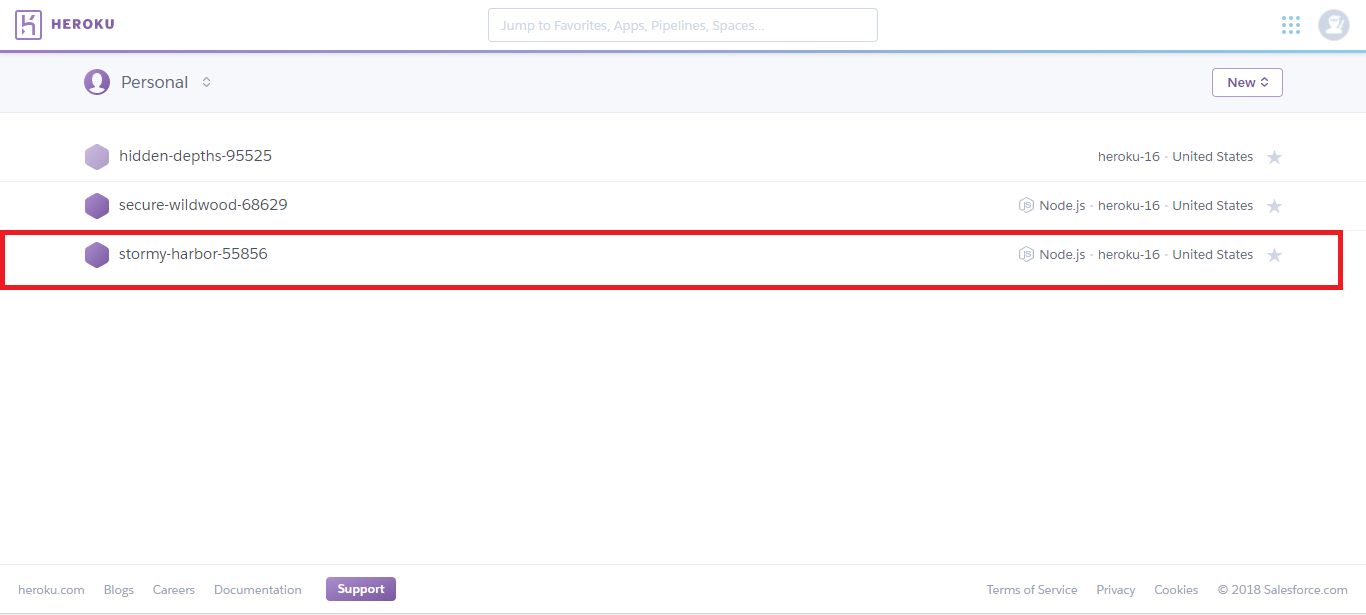 HEROKU
Jump to Favorites, Apps, Pipelines, Spaces...
Personal
New
hidden-depths-95525 heroku-16 · United States
secure-wildwood-68629 JS Node.js · heroku-16 · United States
stormy-harbor-55856 JS Node.js · heroku-16 · United States
heroku.com Blogs Careers Documentation Support Terms of Service Privacy Cookies © 2018 Salesforce.com